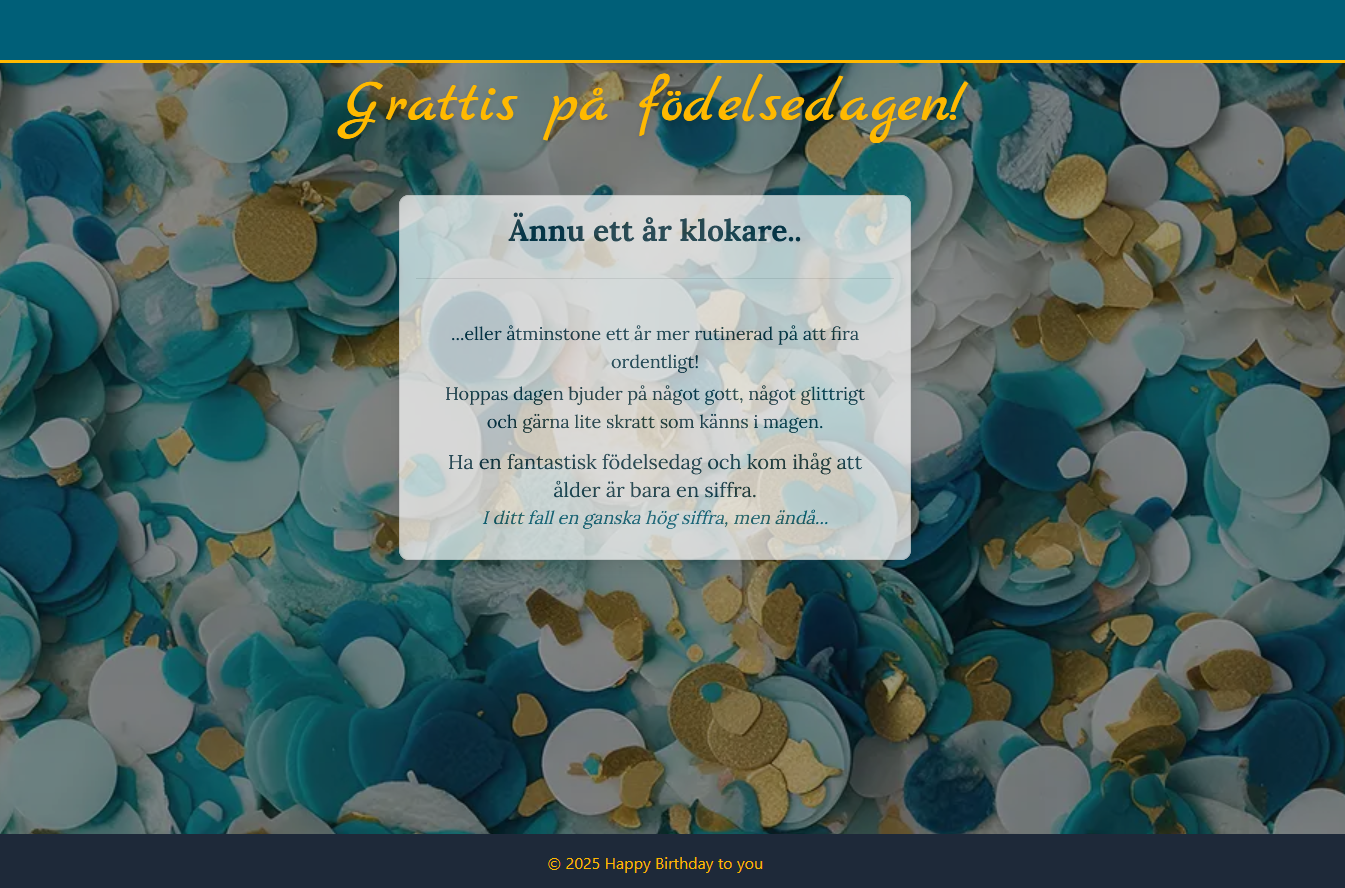 Grattis på födelsedagen!
Ännu ett år klokare..
...eller åtminstone ett år mer rutinerad på att fira
ordentligt!
Hoppas dagen bjuder på något gott, något glittrigt
och gärna lite skratt som känns i magen.
Ha en fantastisk födelsedag och kom ihåg att
ålder är bara en siffra.
I ditt fall en ganska hög siffra, men ändå...
© 2025 Happy Birthday to you